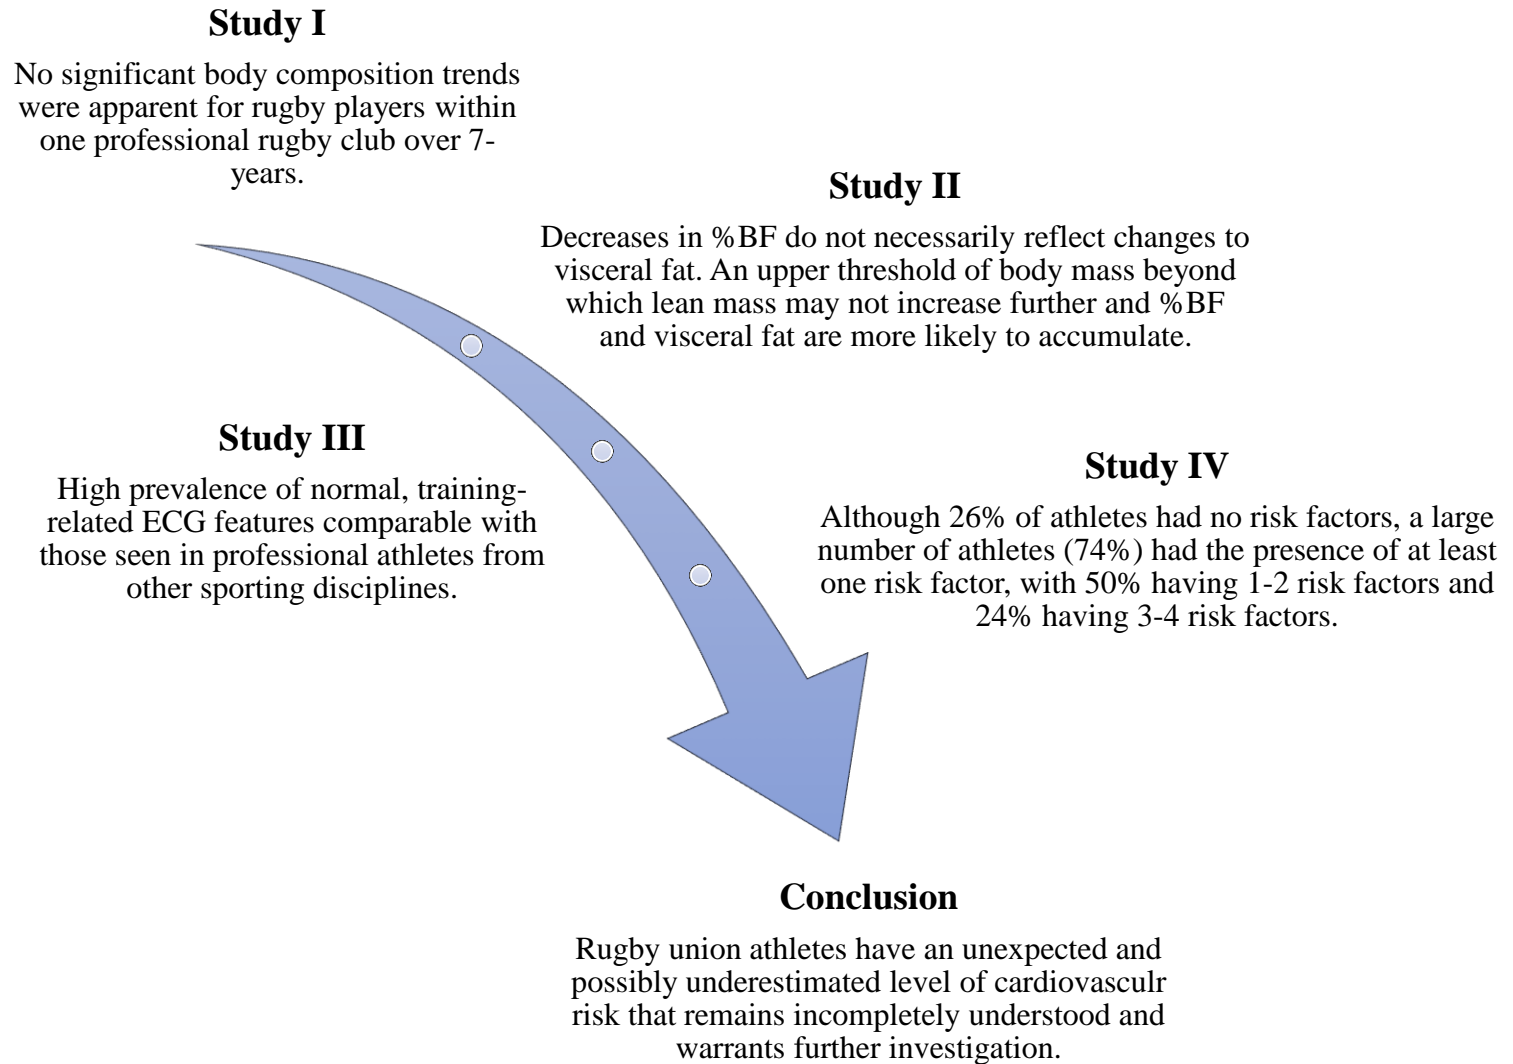 Study I
No significant body composition trends
were apparent for rugby players within
one professional rugby club over 7-
years.
Study II
Decreases in %BF do not necessarily reflect changes to
visceral fat. An upper threshold of body mass beyond
which lean mass may not increase further and %BF
and visceral fat are more likely to accumulate.
Study III
High prevalence of normal, training-
related ECG features comparable with
those seen in professional athletes from
other sporting disciplines.
Study IV
Although 26% of athletes had no risk factors, a large
number of athletes (74%) had the presence of at least
one risk factor, with 50% having 1-2 risk factors and
24% having 3-4 risk factors.
Conclusion
Rugby union athletes have an unexpected and
possibly underestimated level of cardiovasculr
risk that remains incompletely understood and
warrants further investigation.